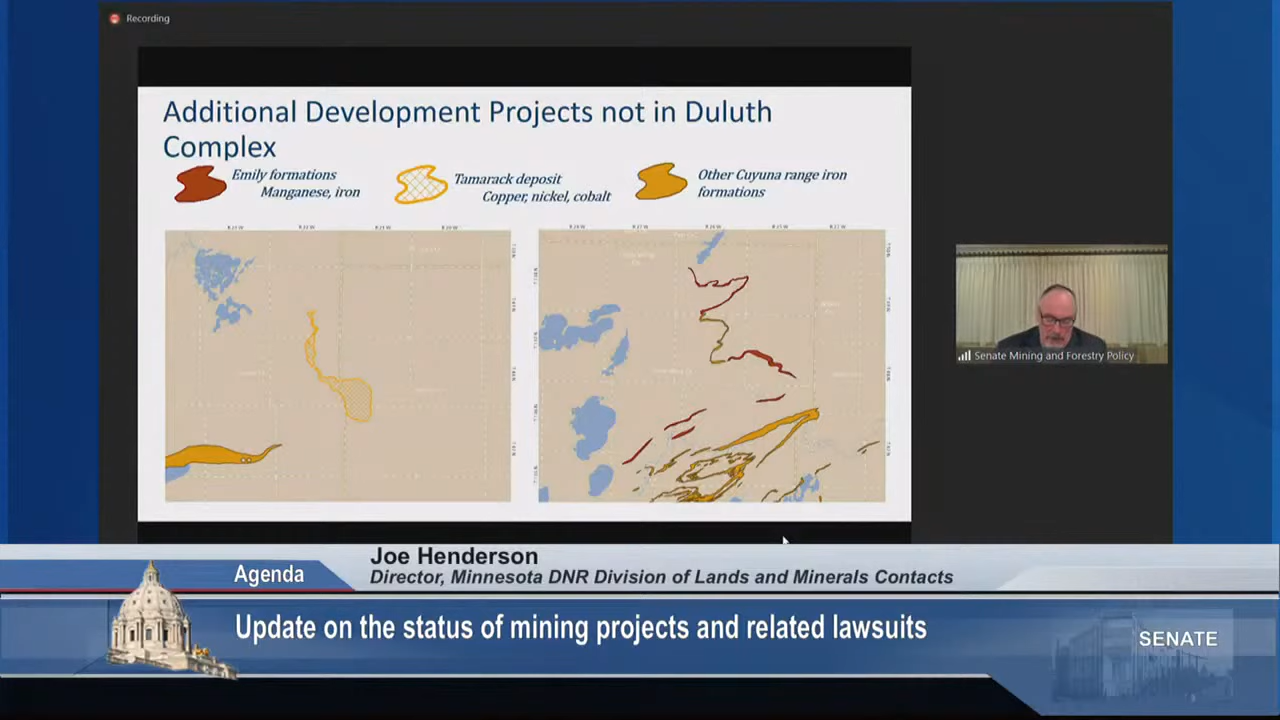 Recording
Additional Development Projects not in Duluth
Complex
Emily formations
Manganese, iron
Tamarack deposit
Copper, nickel, cobalt
Other Cuyuna range iron
formations
Senate Mining and Forestry Policy
Joe Henderson
Director, Minnesota DNR Division of Lands and Minerals Contacts
Agenda
Update on the status of mining projects and related lawsuits
SENATE